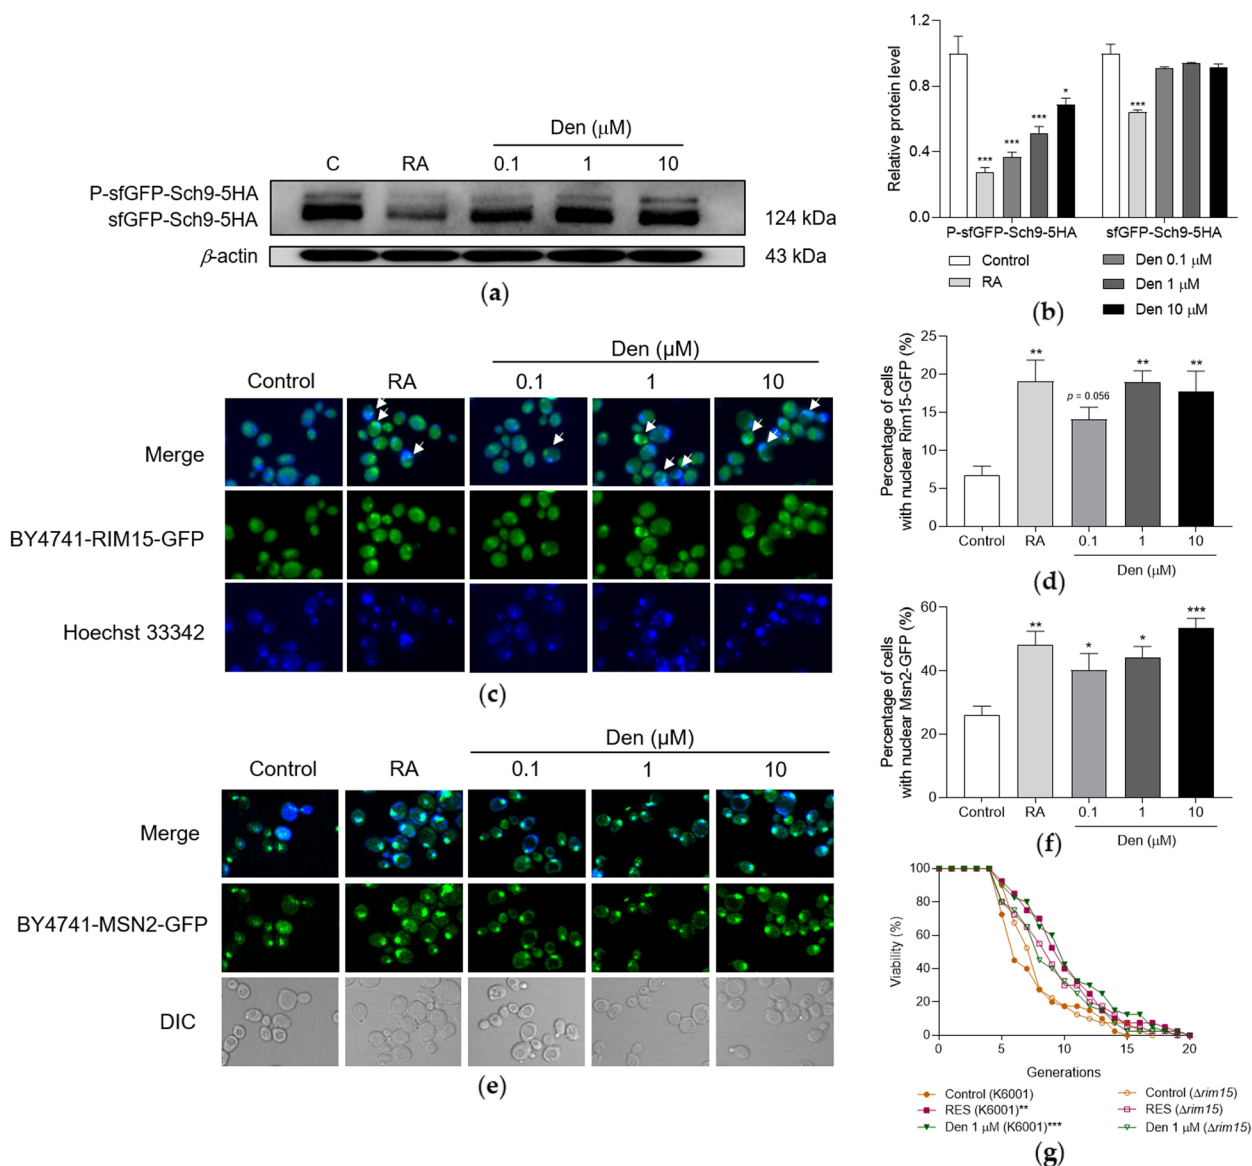 Den (μM)
C RA 0.1 1 10
P-sfGFP-Sch9-5HA
sfGFP-Sch9-5HA 124 kDa
β-actin 43 kDa
(a)
Relative protein level
1.2
0.8
0.4
0.0
*** *** *** * ***
P-sfGFP-Sch9-5HA sfGFP-Sch9-5HA
Control Den 0.1 μM
RA Den 1 μM
Den 10 μM
(b)
Den (μM)
Control RA 0.1 1 10
Merge
BY4741-RIM15-GFP
Hoechst 33342
(c)
Percentage of cells
with nuclear Rim15-GFP (%)
25
20
15
10
5
0
** p = 0.056 ** **
Control RA 0.1 1 10
Den (μM)
(d)
Den (μM)
Control RA 0.1 1 10
Merge
BY4741-MSN2-GFP
DIC
(e)
Percentage of cells
with nuclear Msn2-GFP (%)
60
40
20
0
** * * ***
Control RA 0.1 1 10
Den (μM)
(f)
Viability (%)
100
80
60
40
20
0
0 5 10 15 20
Generations
Control (K6001) Control (Δrim15)
RES (K6001)** RES (Δrim15)
Den 1 μM (K6001)*** Den 1 μM (Δrim15)
(g)